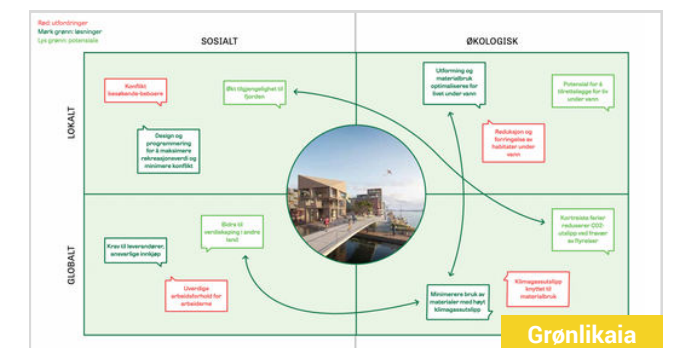 Rød: utfordringer
Mørk grønn: løsninger
Lys grønn: potensiale
SOSIALT
ØKOLOGISK
LOKALT
Konflikt
besøkende-beboere
Økt tilgjengelighet til
fjorden
Design og
programmering
for å maksimere
rekreasjonsverdi og
minimere konflikt
Utforming og
materialbruk
optimaliseres for
livet under vann
Potensial for å
tilrettelegge for liv
under vann
Reduksjon og
forringelse av
habitater under
vann
GLOBALT
Krav til leverandører,
ansvarlige innkjøp
Bidra til
verdiskaping i andre
land
Uverdige
arbeidsforhold for
arbeiderne
Kortreiste ferier
reduserer CO2
utslipp ved fravær
av flyreiser
Minimerere bruk av
materialer med høyt
klimagassutslipp
Klimagassutslipp
knyttet til
materialbruk
Grønlikaia